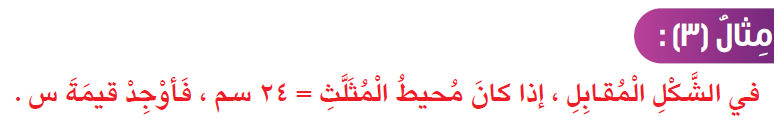 مِثالٌ (٣) :
في الشَّكْلِ الْمُقابِلِ ، إذا كانَ مُحيطُ الْمُثَلَّثِ = ٢٤ سم ، فَأوْجِدْ قيمَةَ س .